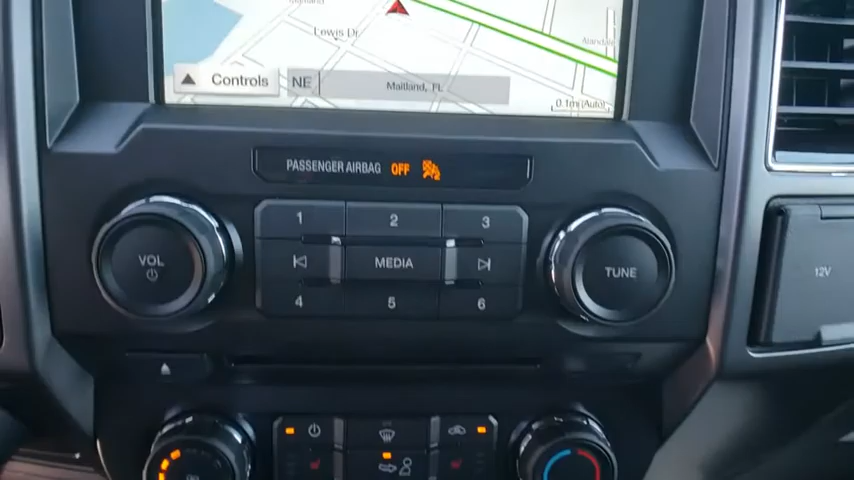 Lewis Dr
Alandale
Controls
NE
Maitland, FL
0.1mi(Auto)
PASSENGER AIRBAG OFF
1 2 3
VOL
MEDIA
TUNE
12V
4 5 6